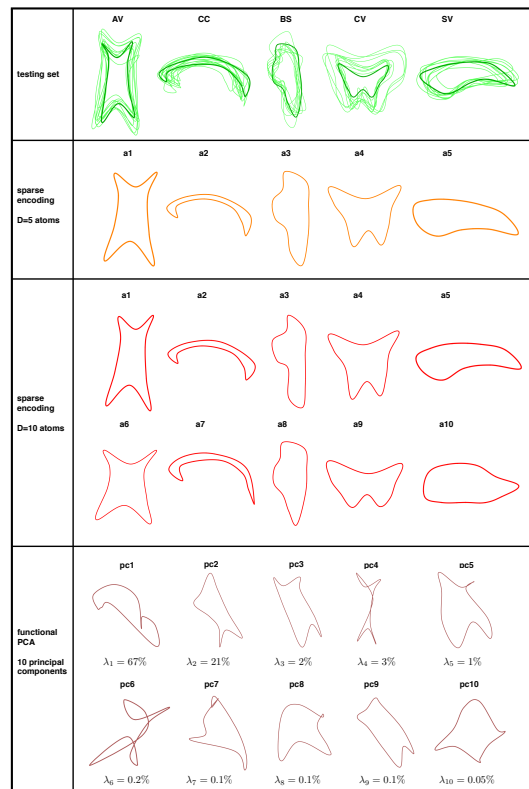 AV CC BS CV SV
testing set
a1 a2 a3 a4 a5
sparse
encoding
D=5 atoms
a1 a2 a3 a4 a5
sparse
encoding
D=10 atoms
a6 a7 a8 a9 a10
pc1 pc2 pc3 pc4 pc5
functional
PCA
10 principal
components
λ₁ = 67% λ₂ = 21% λ₃ = 2% λ₄ = 3% λ₅ = 1%
pc6 pc7 pc8 pc9 pc10
λ₆ = 0.2% λ₇ = 0.1% λ₈ = 0.1% λ₉ = 0.1% λ₁₀ = 0.05%